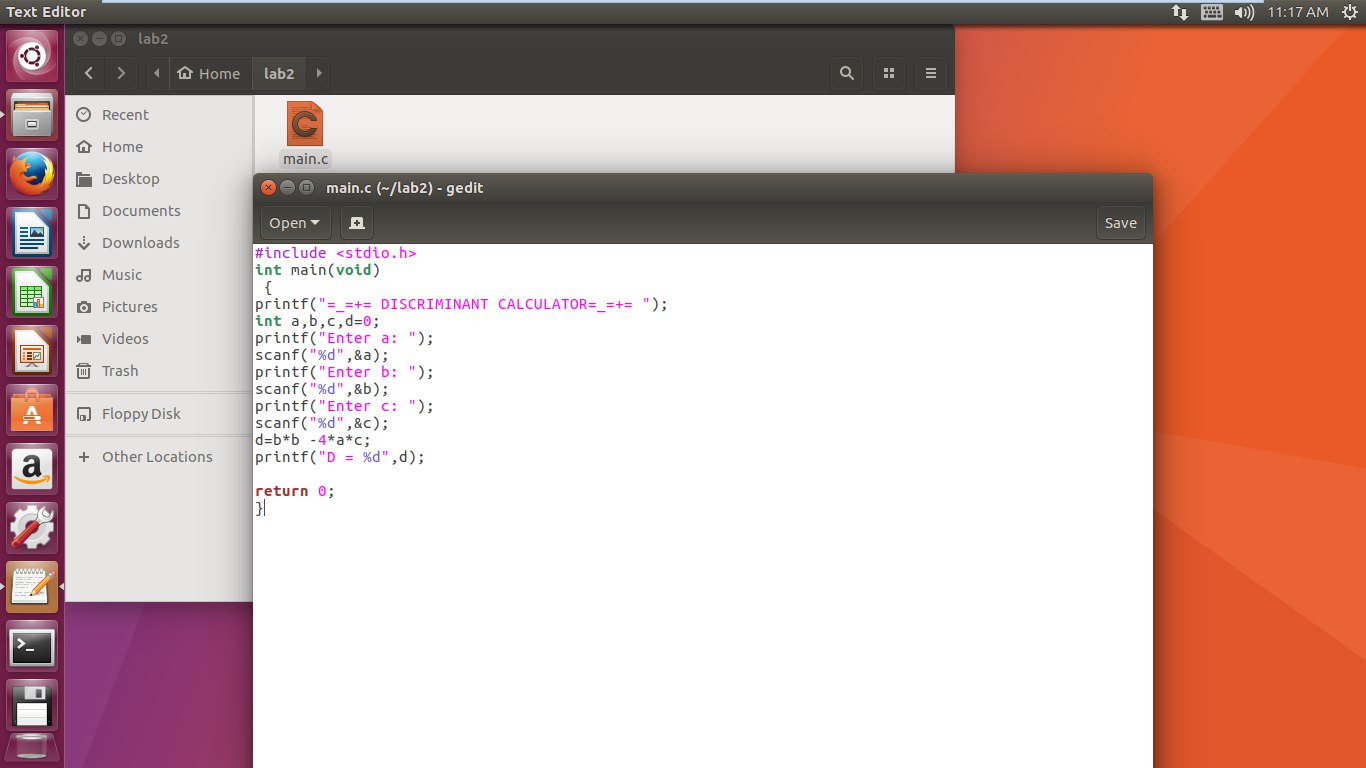 Text Editor
11:17 AM
lab2
Home
lab2
Recent
Home
Desktop
Documents
Downloads
Music
Pictures
Videos
Trash
Floppy Disk
Other Locations
main.c
main.c (~/lab2) - gedit
Open
Save
#include <stdio.h>
int main(void)
 {
printf("=_=+= DISCRIMINANT CALCULATOR=_=+= ");
int a,b,c,d=0;
printf("Enter a: ");
scanf("%d",&a);
printf("Enter b: ");
scanf("%d",&b);
printf("Enter c: ");
scanf("%d",&c);
d=b*b -4*a*c;
printf("D = %d",d);
return 0;
}